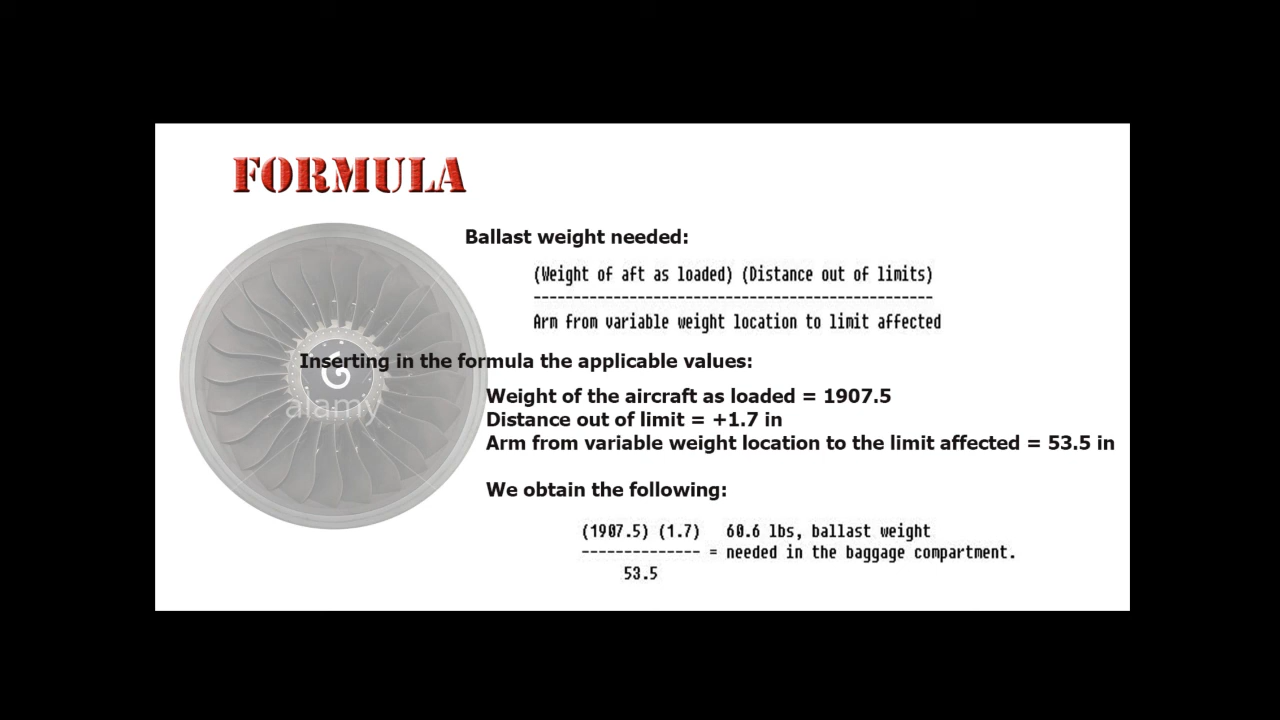 FORMULA
Ballast weight needed:
(Weight of aft as loaded) (Distance out of limits)
--------------------------------------------------
Arm from variable weight location to limit affected
Inserting in the formula the applicable values:
alamy
Weight of the aircraft as loaded = 1907.5
Distance out of limit = +1.7 in
Arm from variable weight location to the limit affected = 53.5 in
We obtain the following:
(1907.5) (1.7) 60.6 lbs, ballast weight
-------------- = needed in the baggage compartment.
53.5